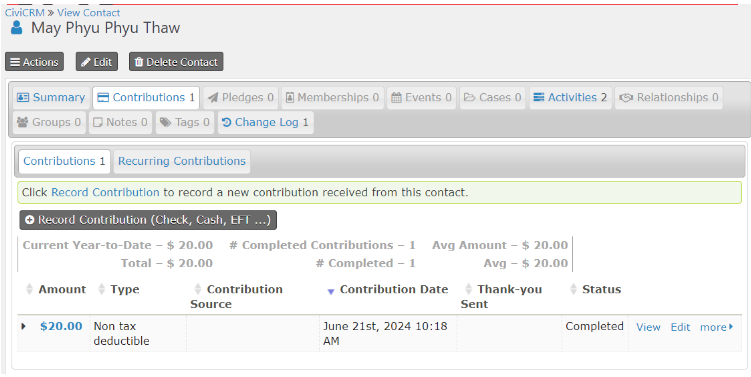 CiviCRM » View Contact
May Phyu Phyu Thaw
Actions Edit Delete Contact
Summary Contributions 1 Pledges 0 Memberships 0 Events 0 Cases 0 Activities 2 Relationships 0
Groups 0 Notes 0 Tags 0 Change Log 1
Contributions 1 Recurring Contributions
Click Record Contribution to record a new contribution received from this contact.
Record Contribution (Check, Cash, EFT ...)
Current Year-to-Date – $ 20.00 # Completed Contributions – 1 Avg Amount – $ 20.00
Total – $ 20.00 # Completed – 1 Avg – $ 20.00
Amount Type Contribution Contribution Date Thank-you Status
Source Sent
$20.00 Non tax June 21st, 2024 10:18 Completed View Edit more
deductible AM